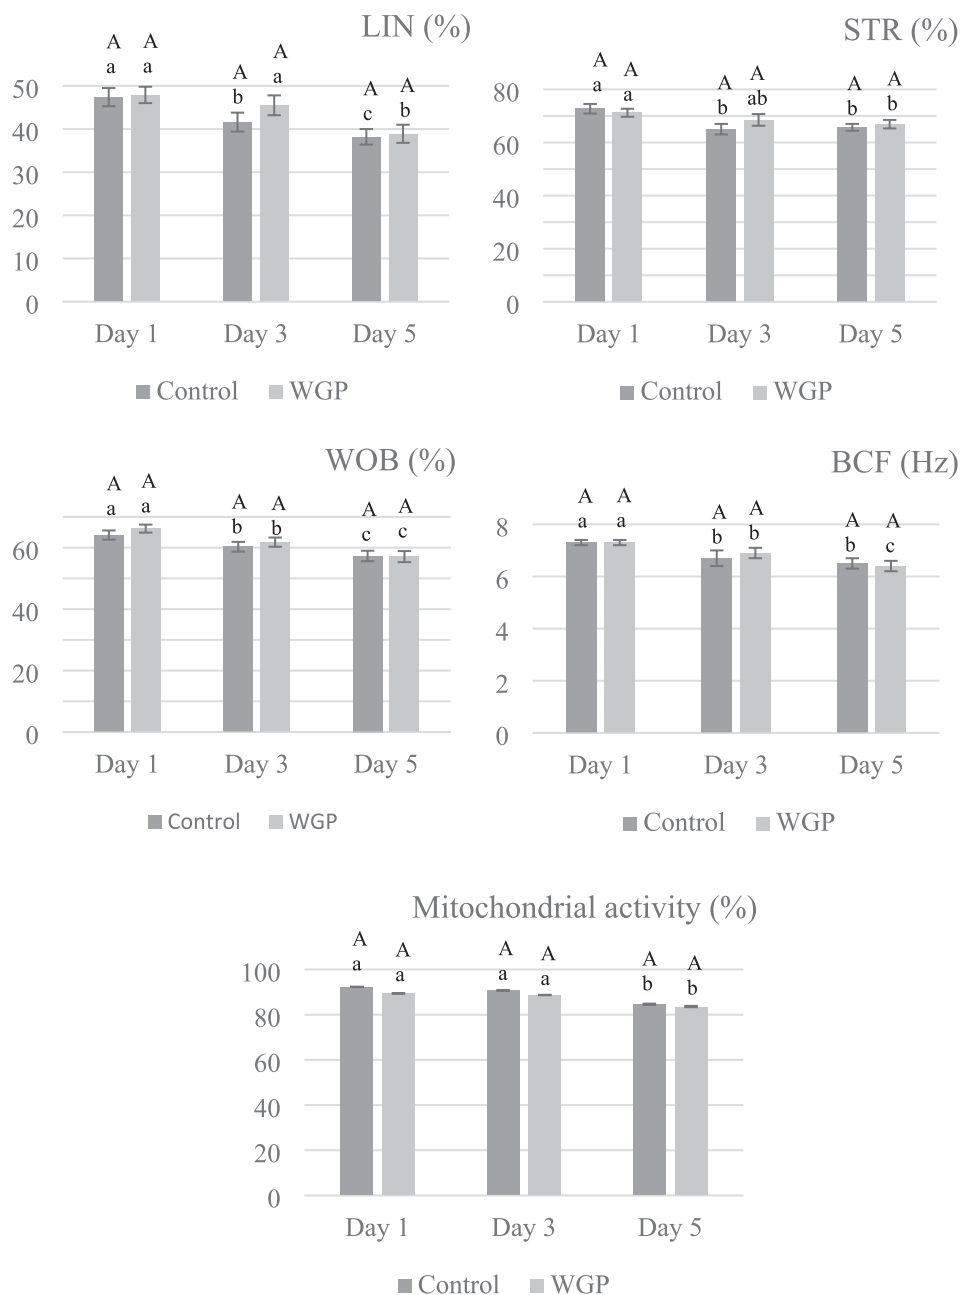 LIN (%)
A A A A A A
a a b a c b
50
40
30
20
10
0
Day 1 Day 3 Day 5
Control WGP
STR (%)
A A A A A A
a a b ab b b
80
60
40
20
0
Day 1 Day 3 Day 5
Control WGP
WOB (%)
A A A A A A
a a b b c c
60
40
20
0
Day 1 Day 3 Day 5
Control WGP
BCF (Hz)
A A A A A A
a a b b b c
8
6
4
2
0
Day 1 Day 3 Day 5
Control WGP
Mitochondrial activity (%)
A A A A A A
a a a a b b
100
80
60
40
20
0
Day 1 Day 3 Day 5
Control WGP